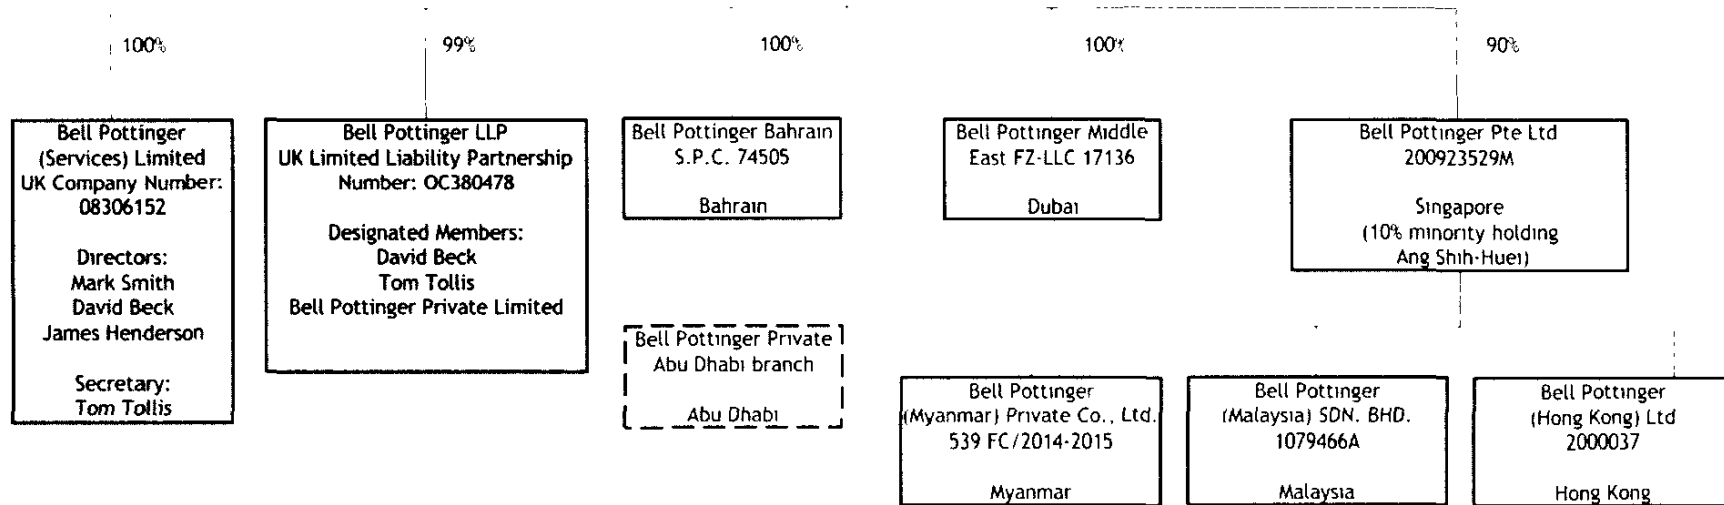 100%
99%
100%
100%
90%
Bell Pottinger
(Services) Limited
UK Company Number:
08306152
Directors:
Mark Smith
David Beck
James Henderson
Secretary:
Tom Tollis
Bell Pottinger LLP
UK Limited Liability Partnership
Number: OC380478
Designated Members:
David Beck
Tom Tollis
Bell Pottinger Private Limited
Bell Pottinger Bahrain
S.P.C. 74505
Bahrain
Bell Pottinger Middle
East FZ-LLC 17136
Dubai
Bell Pottinger Pte Ltd
200923529M
Singapore
(10% minority holding
Ang Shih-Huei)
Bell Pottinger Private
Abu Dhabi branch
Abu Dhabi
Bell Pottinger
(Myanmar) Private Co., Ltd.
539 FC/2014-2015
Myanmar
Bell Pottinger
(Malaysia) SDN. BHD.
1079466A
Malaysia
Bell Pottinger
(Hong Kong) Ltd
2000037
Hong Kong